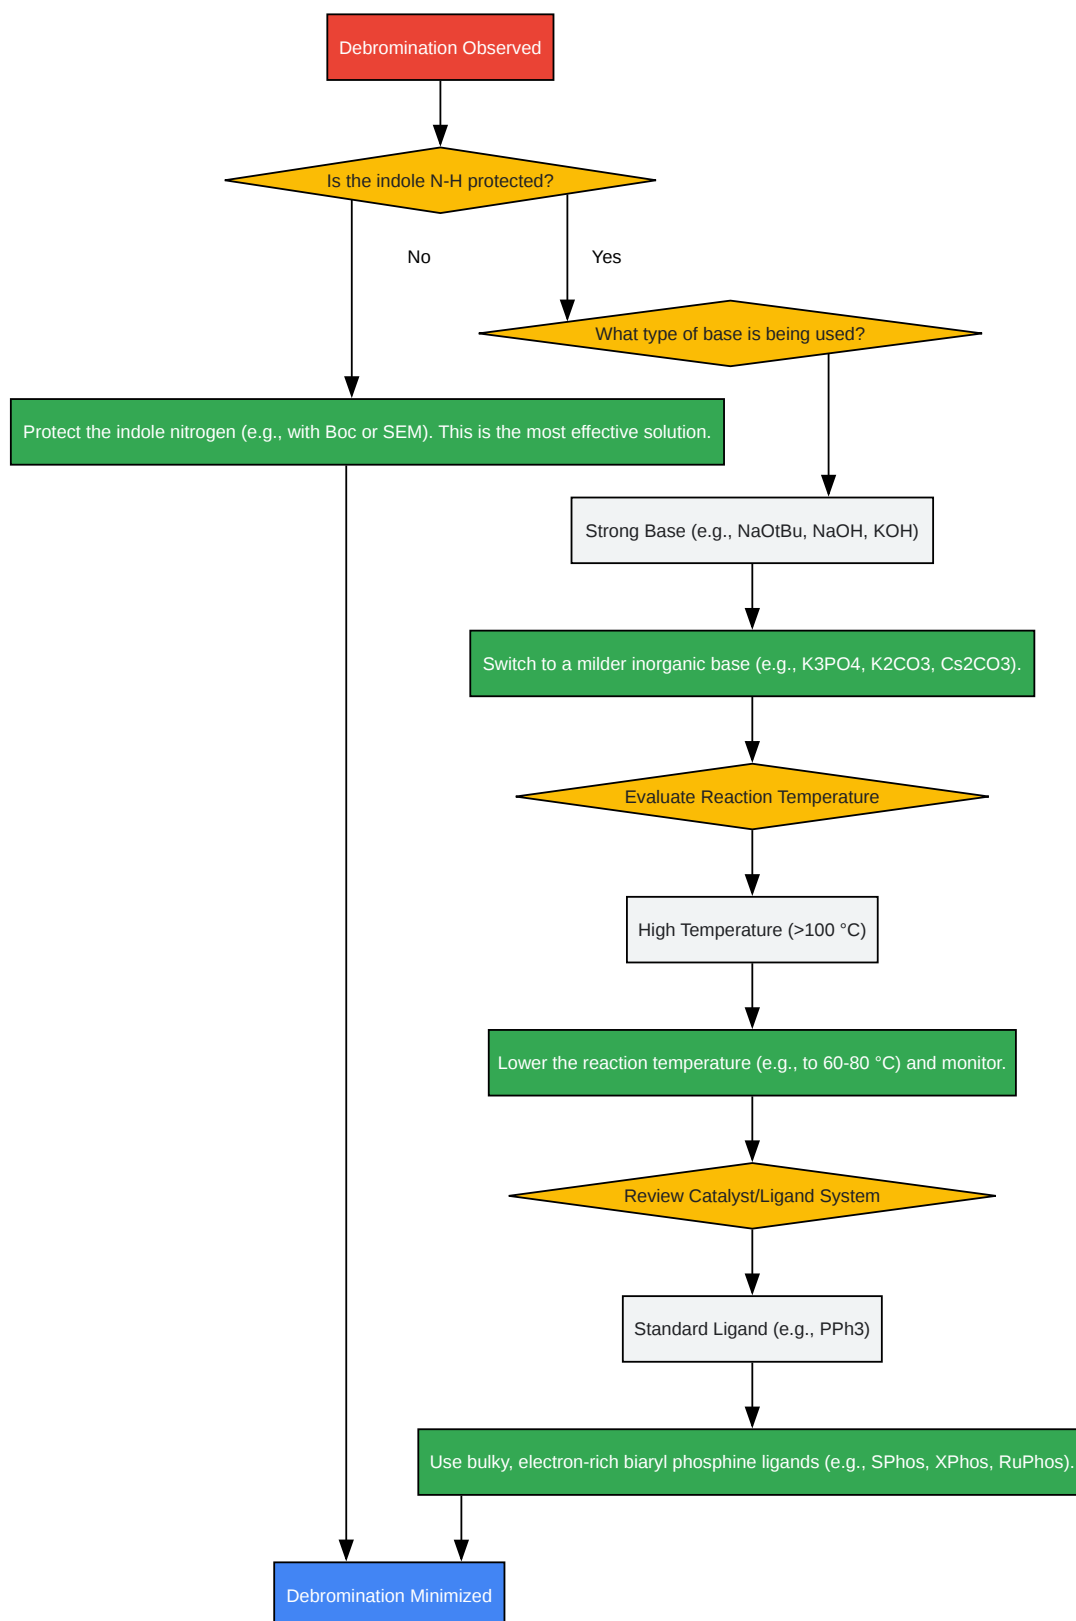 Debromination Observed
Is the indole N-H protected?
No
Yes
What type of base is being used?
Protect the indole nitrogen (e.g., with Boc or SEM). This is the most effective solution.
Strong Base (e.g., NaOtBu, NaOH, KOH)
Switch to a milder inorganic base (e.g., K3PO4, K2CO3, Cs2CO3).
Evaluate Reaction Temperature
High Temperature (>100 °C)
Lower the reaction temperature (e.g., to 60-80 °C) and monitor.
Review Catalyst/Ligand System
Standard Ligand (e.g., PPh3)
Use bulky, electron-rich biaryl phosphine ligands (e.g., SPhos, XPhos, RuPhos).
Debromination Minimized